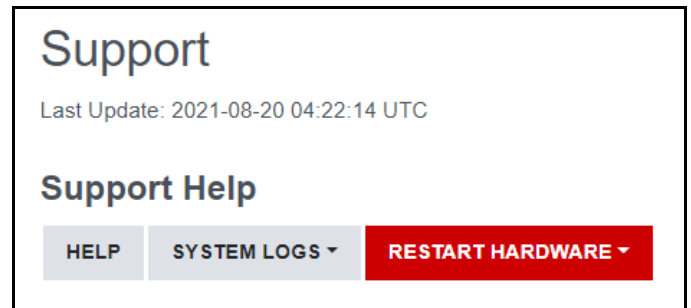 Support
Last Update: 2021-08-20 04:22:14 UTC
Support Help
HELP SYSTEM LOGS RESTART HARDWARE